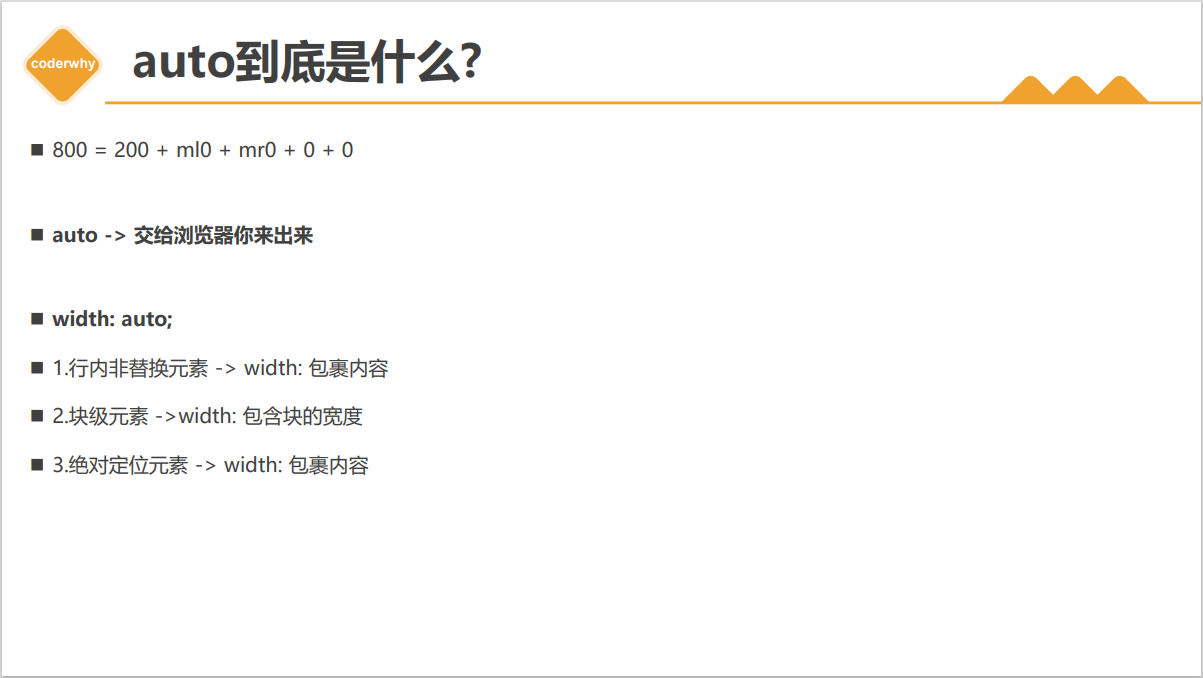 coderwhy
auto到底是什么?
800 = 200 + ml0 + mr0 + 0 + 0
auto -> 交给浏览器你来出来
width: auto;
1.行内非替换元素 -> width: 包裹内容
2.块级元素 ->width: 包含块的宽度
3.绝对定位元素 -> width: 包裹内容